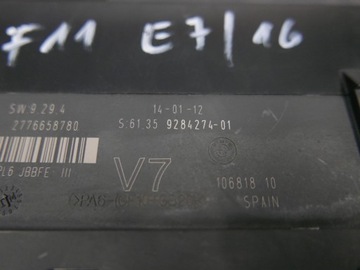 F11 E7/16
SW 9.29.4 14-01-12
2776658780 S:61.35 9284274-01
PL6 JBBFE III
V7
106818 10
SPAIN